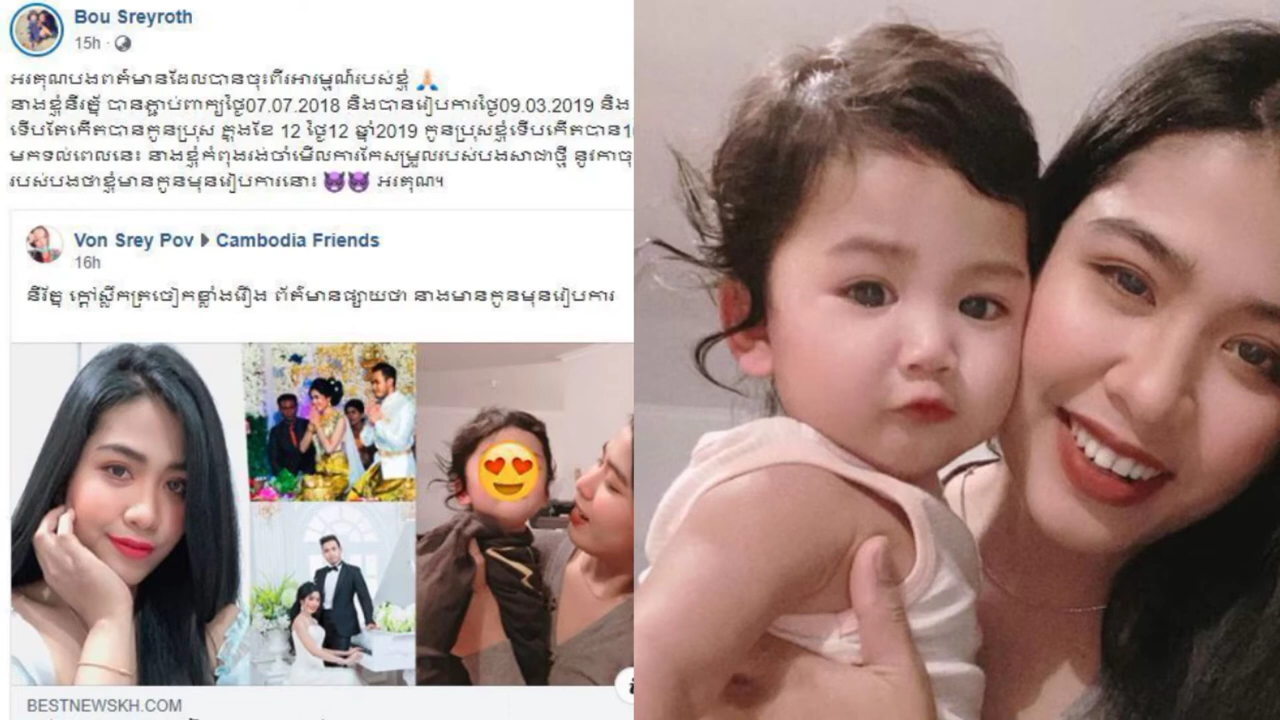 Bou Sreyroth
15h ·
អរគុណបងពត៌មានដែលបានចុះពីរអារម្មណ៍របស់ខ្ញុំ 🙏🏻
នាងខ្ញុំនីរត្ន័ បានភ្ជាប់ពាក្យថ្ងៃ07.07.2018 និងបានរៀបការថ្ងៃ09.03.2019 និង
ទើបតែកើតបានកូនប្រុស ក្នុងខែ 12 ថ្ងៃ12 ឆ្នាំ2019 កូនប្រុសខ្ញុំទើបកើតបាន
មកទល់ពេលនេះ នាងខ្ញុំកំពុងរង់ចាំមើលការកែសម្រួលរបស់បងសាជាថ្មី នូវ
របស់បងថាខ្ញុំមានកូនមុនរៀបការនោះ 😈😈 អរគុណ។
Von Srey Pov ▸ Cambodia Friends
16h
ក្ដៅស្លឹកត្រចៀកខ្លាំងរឿង ព័ត៌មានផ្សាយថា នាងមានកូនមុនរៀបការ
BESTNEWSKH.COM